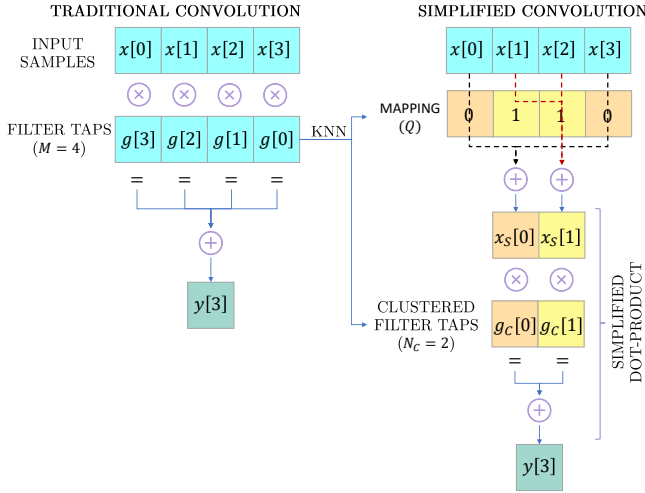 TRADITIONAL CONVOLUTION
INPUT
SAMPLES
x[0] x[1] x[2] x[3]
FILTER TAPS
(M = 4)
g[3] g[2] g[1] g[0]
KNN
= = = =
y[3]
SIMPLIFIED CONVOLUTION
x[0] x[1] x[2] x[3]
MAPPING
(Q)
0 1 1 0
x_S[0] x_S[1]
CLUSTERED
FILTER TAPS
(N_C = 2)
g_C[0] g_C[1]
= =
y[3]
SIMPLIFIED
DOT-PRODUCT